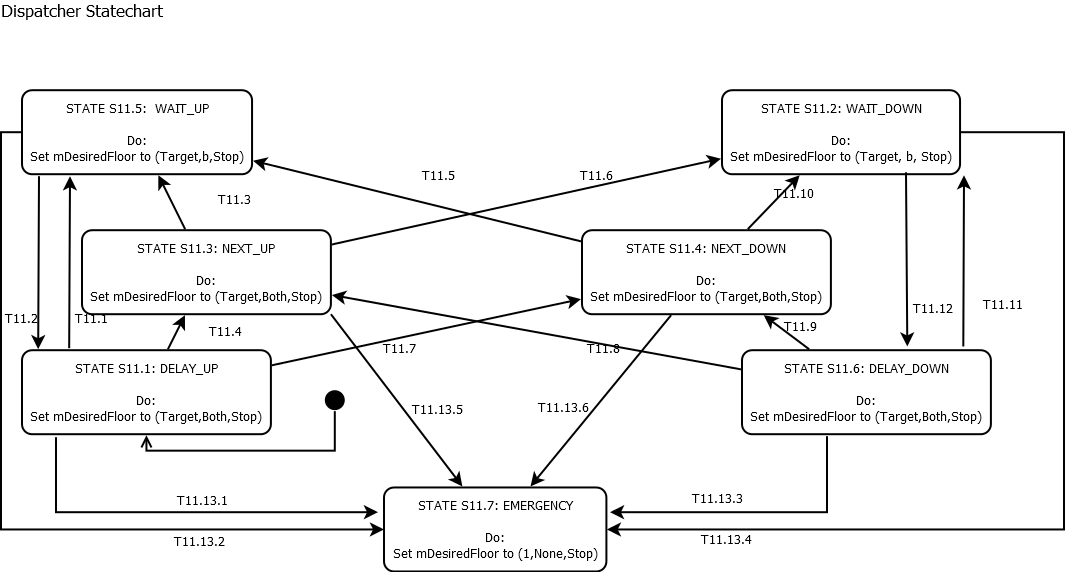 Dispatcher Statechart
STATE S11.5:  WAIT_UP
Do:
Set mDesiredFloor to (Target,b,Stop)
STATE S11.2: WAIT_DOWN
Do:
Set mDesiredFloor to (Target, b, Stop)
T11.5
T11.6
T11.3
T11.10
STATE S11.3: NEXT_UP
Do:
Set mDesiredFloor to (Target,Both,Stop)
STATE S11.4: NEXT_DOWN
Do:
Set mDesiredFloor to (Target,Both,Stop)
T11.2
T11.1
T11.4
T11.7
T11.8
T11.9
T11.12
T11.11
STATE S11.1: DELAY_UP
Do:
Set mDesiredFloor to (Target,Both,Stop)
STATE S11.6: DELAY_DOWN
Do:
Set mDesiredFloor to (Target,Both,Stop)
T11.13.5
T11.13.6
T11.13.1
T11.13.3
T11.13.2
T11.13.4
STATE S11.7: EMERGENCY
Do:
Set mDesiredFloor to (1,None,Stop)